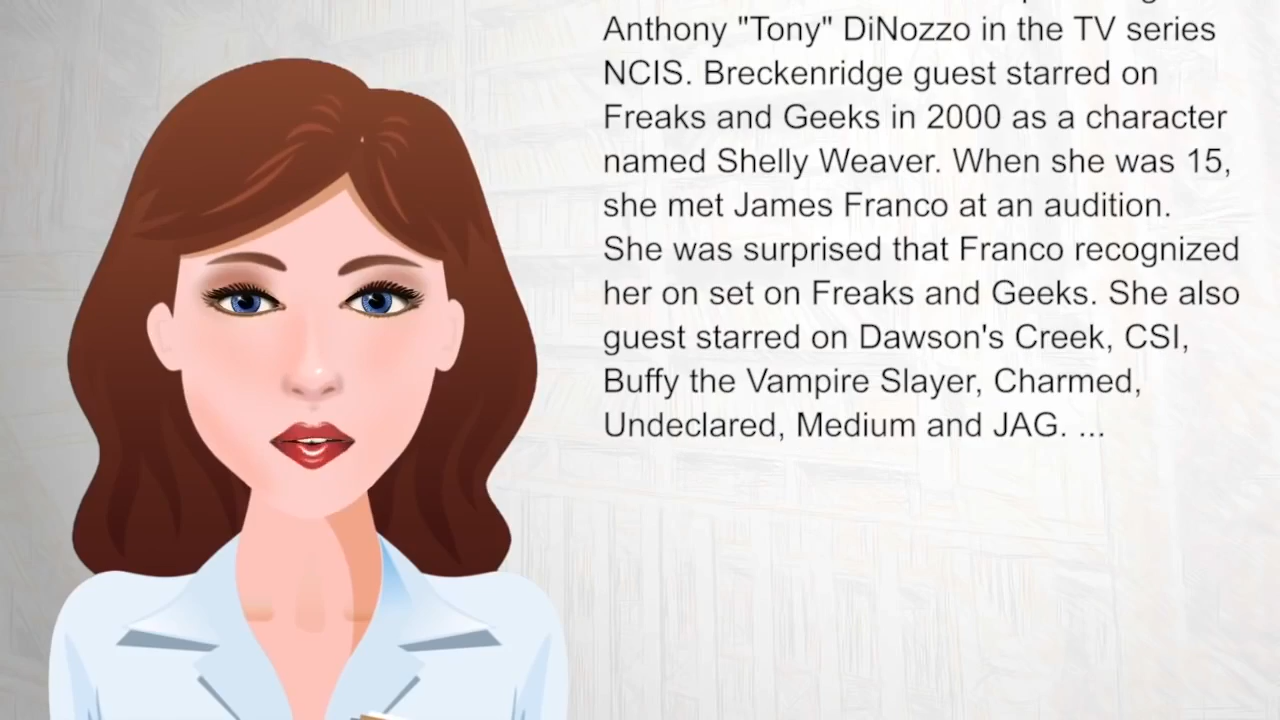 Anthony "Tony" DiNozzo in the TV series
NCIS. Breckenridge guest starred on
Freaks and Geeks in 2000 as a character
named Shelly Weaver. When she was 15,
she met James Franco at an audition.
She was surprised that Franco recognized
her on set on Freaks and Geeks. She also
guest starred on Dawson's Creek, CSI,
Buffy the Vampire Slayer, Charmed,
Undeclared, Medium and JAG. ...